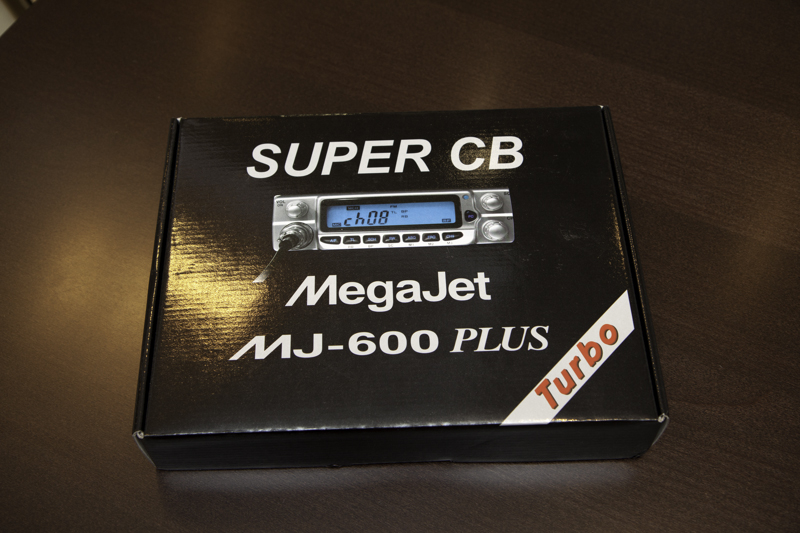 SUPER CB
ch08
MegaJet
MJ-600 PLUS
Turbo